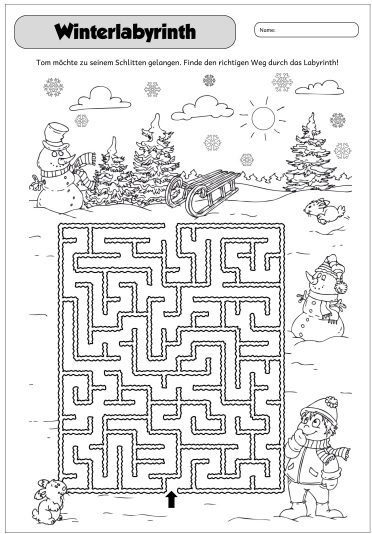 Winterlabyrinth
Name:
Tom möchte zu seinem Schlitten gelangen. Finde den richtigen Weg durch das Labyrinth!